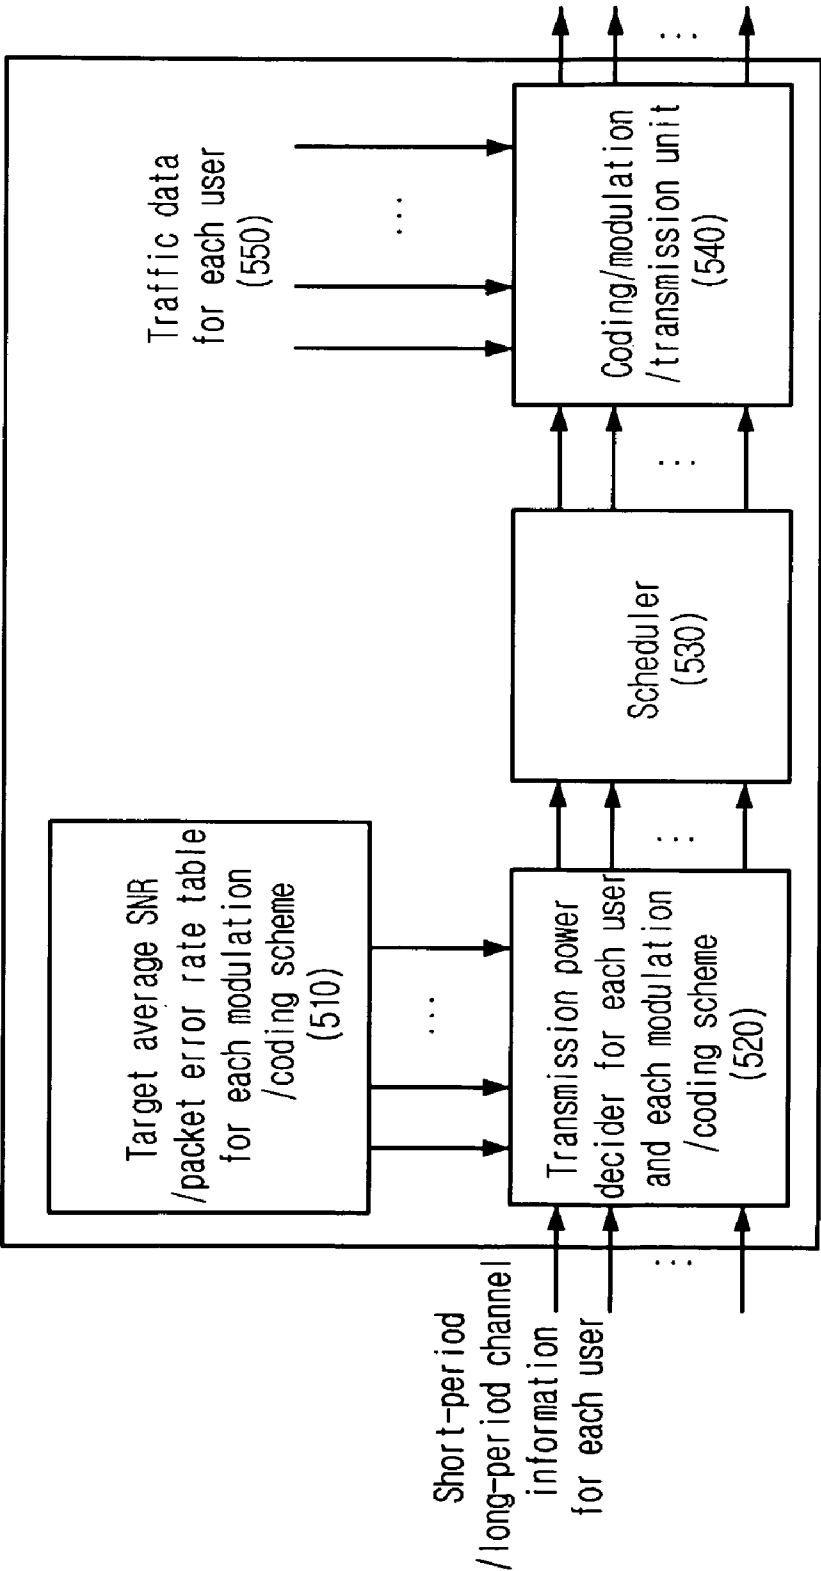 Target average SNR
/packet error rate table
for each modulation
/coding scheme
(510)
Traffic data
for each user
(550)
...
...
Short-period
/long-period channel
information
for each user
...
Transmission power
decider for each user
and each modulation
/coding scheme
(520)
...
Scheduler
(530)
...
Coding/modulation
/transmission unit
(540)
...